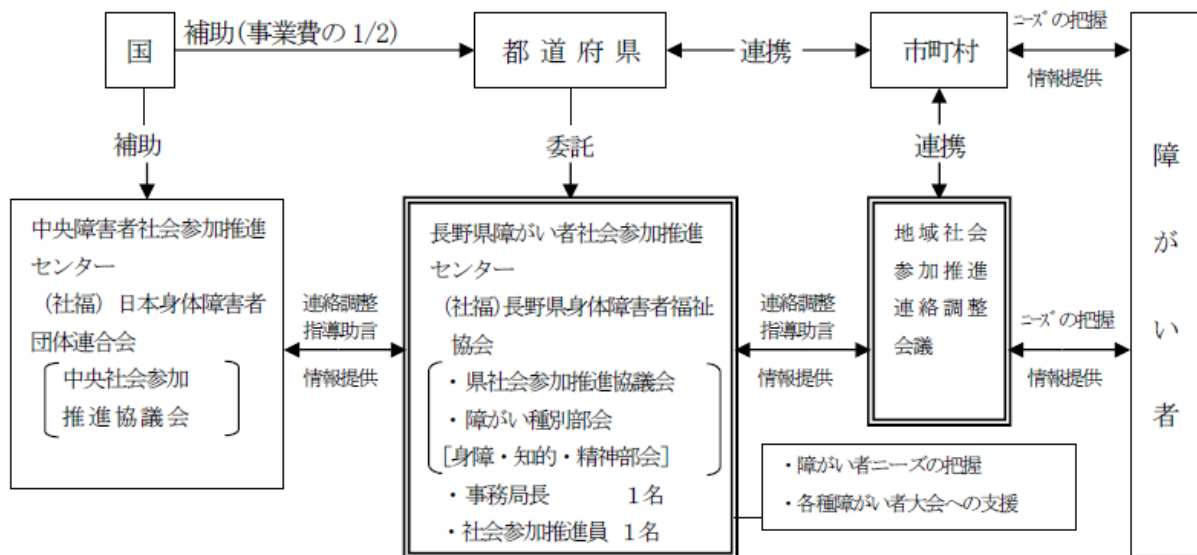 国
補助(事業費の 1/2)
都道府県
連携
市町村
ニーズの把握
情報提供
補助
委託
連携
中央障害者社会参加推進
センター
(社福)日本身体障害者
団体連合会
中央社会参加
推進協議会
連絡調整
指導助言
情報提供
長野県障がい者社会参加推進
センター
(社福)長野県身体障害者福祉
協会
・県社会参加推進協議会
・障がい種別部会
[身障・知的・精神部会]
・事務局長 1名
・社会参加推進員 1名
連絡調整
指導助言
情報提供
地域社会
参加推進
連絡調整
会議
ニーズの把握
情報提供
障がい者
・障がい者ニーズの把握
・各種障がい者大会への支援